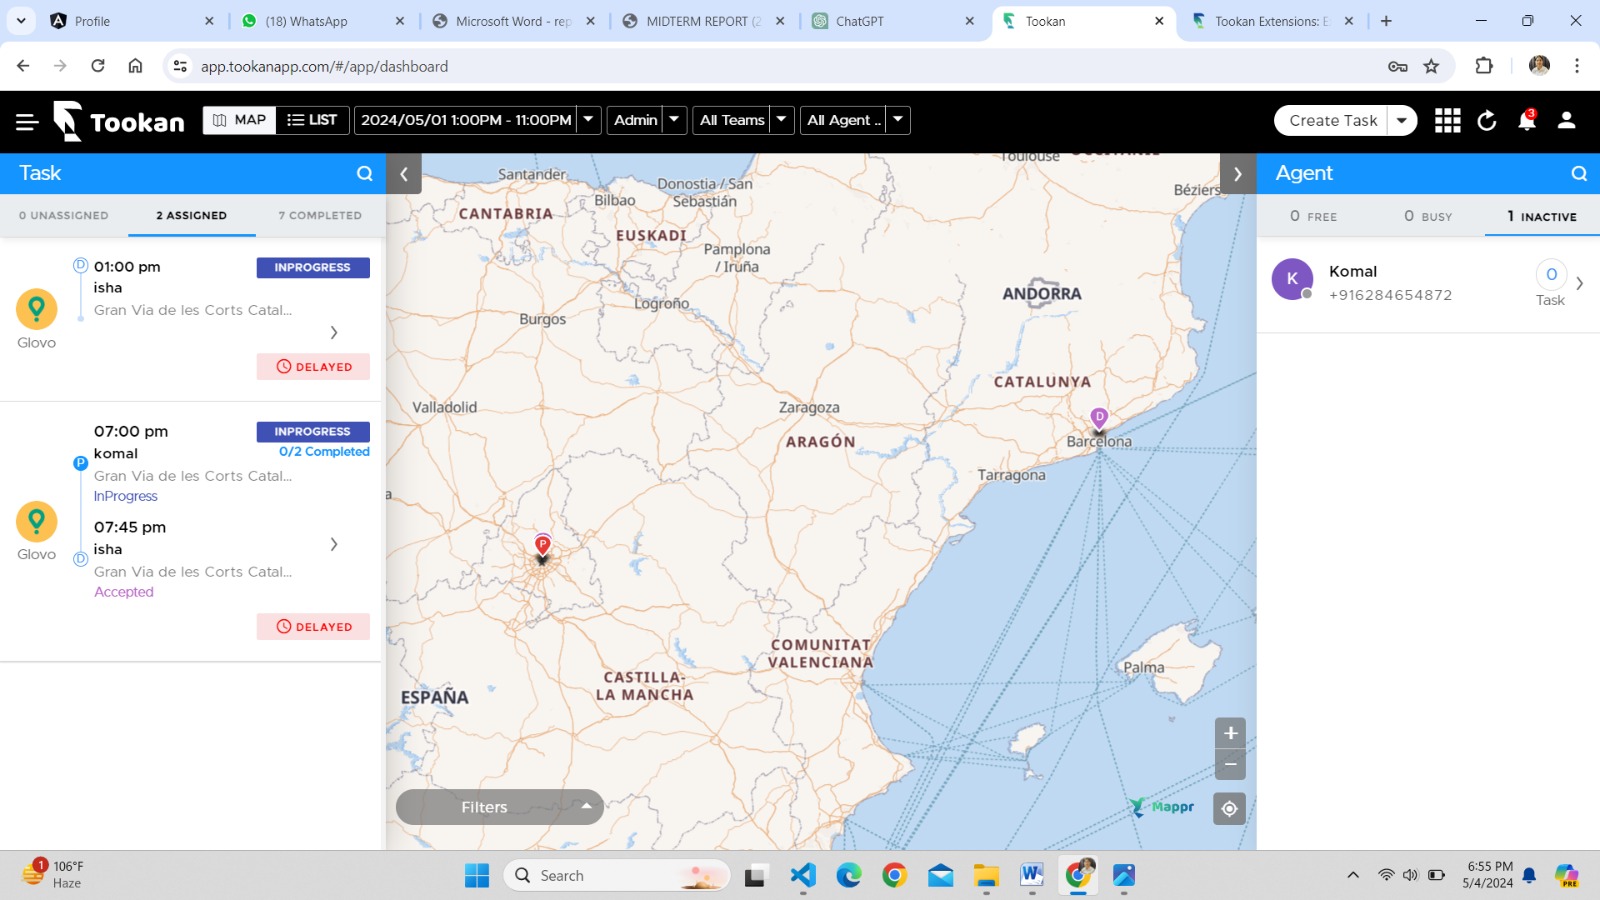 Profile
(18) WhatsApp
Microsoft Word - rep
MIDTERM REPORT (2
ChatGPT
Tookan
Tookan Extensions: E
app.tookanapp.com/#/app/dashboard
Tookan
MAP
LIST
2024/05/01 1:00PM - 11:00PM
Admin
All Teams
All Agent ..
Create Task
3
Task
0 UNASSIGNED
2 ASSIGNED
7 COMPLETED
D
01:00 pm
INPROGRESS
isha
Gran Via de les Corts Catal...
Glovo
DELAYED
07:00 pm
INPROGRESS
komal
0/2 Completed
P
Gran Via de les Corts Catal...
InProgress
07:45 pm
isha
D
Glovo
Gran Via de les Corts Catal...
Accepted
DELAYED
Toulouse
Santander
Donostia / San
Sebastián
Bilbao
Béziers
CANTABRIA
EUSKADI
Pamplona
/ Iruña
ANDORRA
Logroño
Burgos
CATALUNYA
Valladolid
Zaragoza
D
ARAGÓN
Barcelona
Tarragona
a
P
COMUNITAT
VALENCIANA
Palma
CASTILLA-
LA MANCHA
ESPAÑA
+
−
Filters
Mappr
Agent
0 FREE
0 BUSY
1 INACTIVE
K
Komal
+916284654872
0
Task
1
106°F
Haze
Search
6:55 PM
5/4/2024
PRE